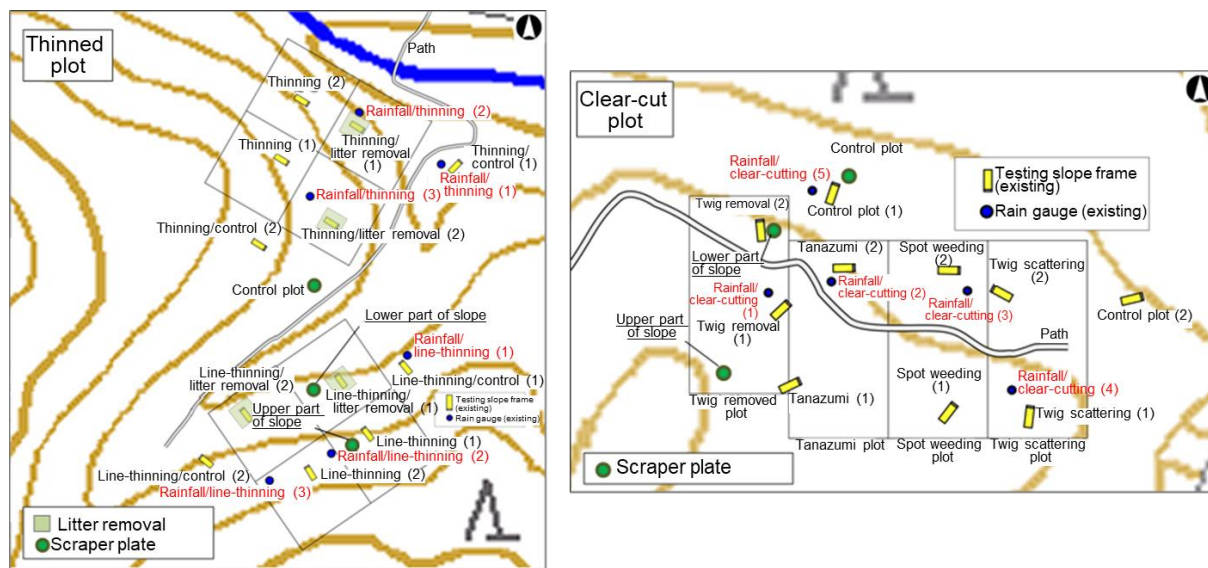 Thinned
plot
Path
Thinning (2)
Rainfall/thinning (2)
Thinning/
litter removal
(1)
Thinning (1)
Thinning/
control (1)
Rainfall/
thinning (1)
Rainfall/thinning (3)
Thinning/control (2)
Thinning/litter removal (2)
Control plot
Lower part of slope
Rainfall/
line-thinning (1)
Line-thinning/
litter removal (2)
Line-thinning/control (1)
Line-thinning/
litter removal (1)
Testing slope frame
(existing)
Rain gauge (existing)
Upper part
of slope
Line-thinning (1)
Rainfall/line-thinning (2)
Line-thinning/control (2)
Line-thinning (2)
Rainfall/line-thinning (3)
Litter removal
Scraper plate
Clear-cut
plot
Control plot
Rainfall/
clear-cutting (5)
Control plot (1)
Testing slope frame
(existing)
Rain gauge (existing)
Twig removal (2)
Lower part
of slope
Tanazumi (2)
Spot weeding
(2)
Twig scattering
(2)
Rainfall/
clear-cutting
(1)
Rainfall/
clear-cutting (2)
Rainfall/
clear-cutting (3)
Control plot (2)
Upper part
of slope
Twig removal
(1)
Path
Twig removed
plot
Tanazumi (1)
Spot weeding
(1)
Rainfall/
clear-cutting (4)
Twig scattering (1)
Tanazumi plot
Spot weeding
plot
Twig scattering
plot
Scraper plate